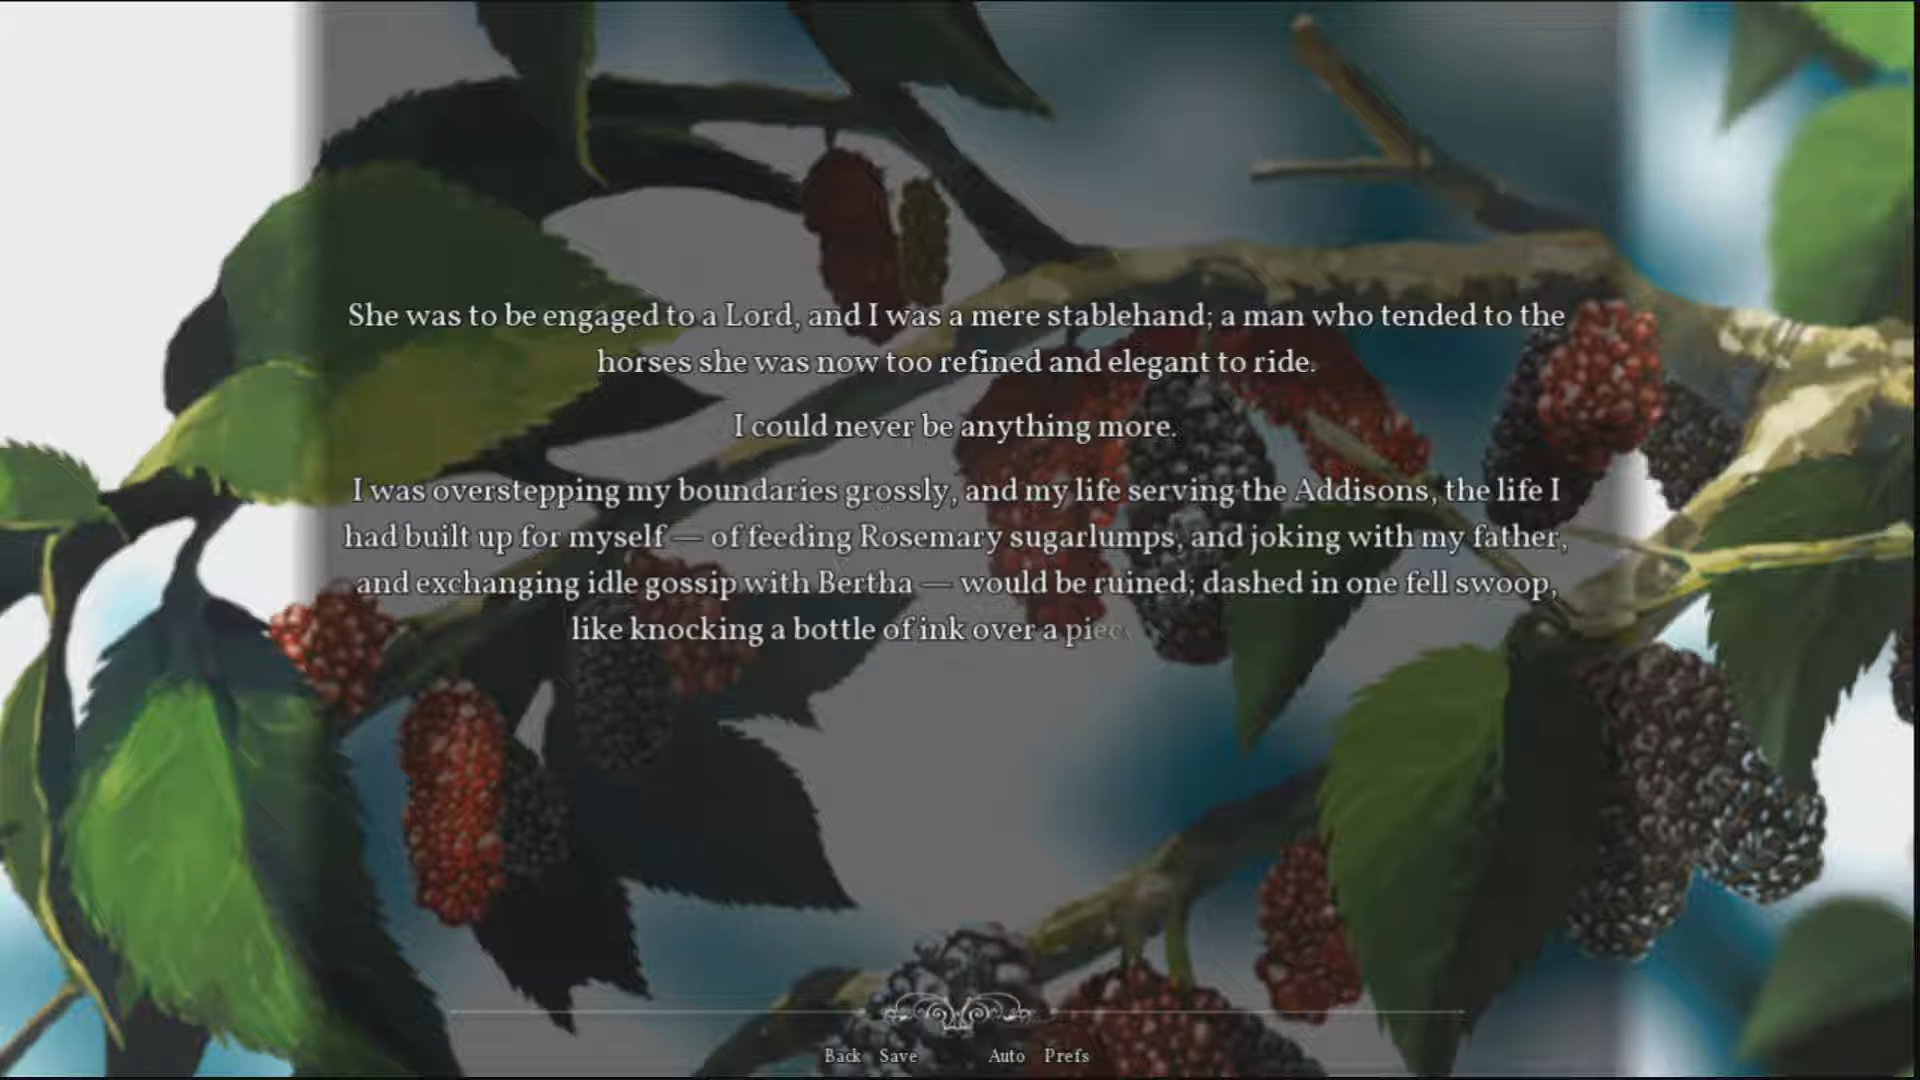 She was to be engaged to a Lord, and I was a mere stablehand; a man who tended to the
horses she was now too refined and elegant to ride.
I could never be anything more.
I was overstepping my boundaries grossly, and my life serving the Addisons, the life I
had built up for myself — of feeding Rosemary sugarlumps, and joking with my father,
and exchanging idle gossip with Bertha — would be ruined; dashed in one fell swoop,
like knocking a bottle of ink over a piec
Back Save Auto Prefs